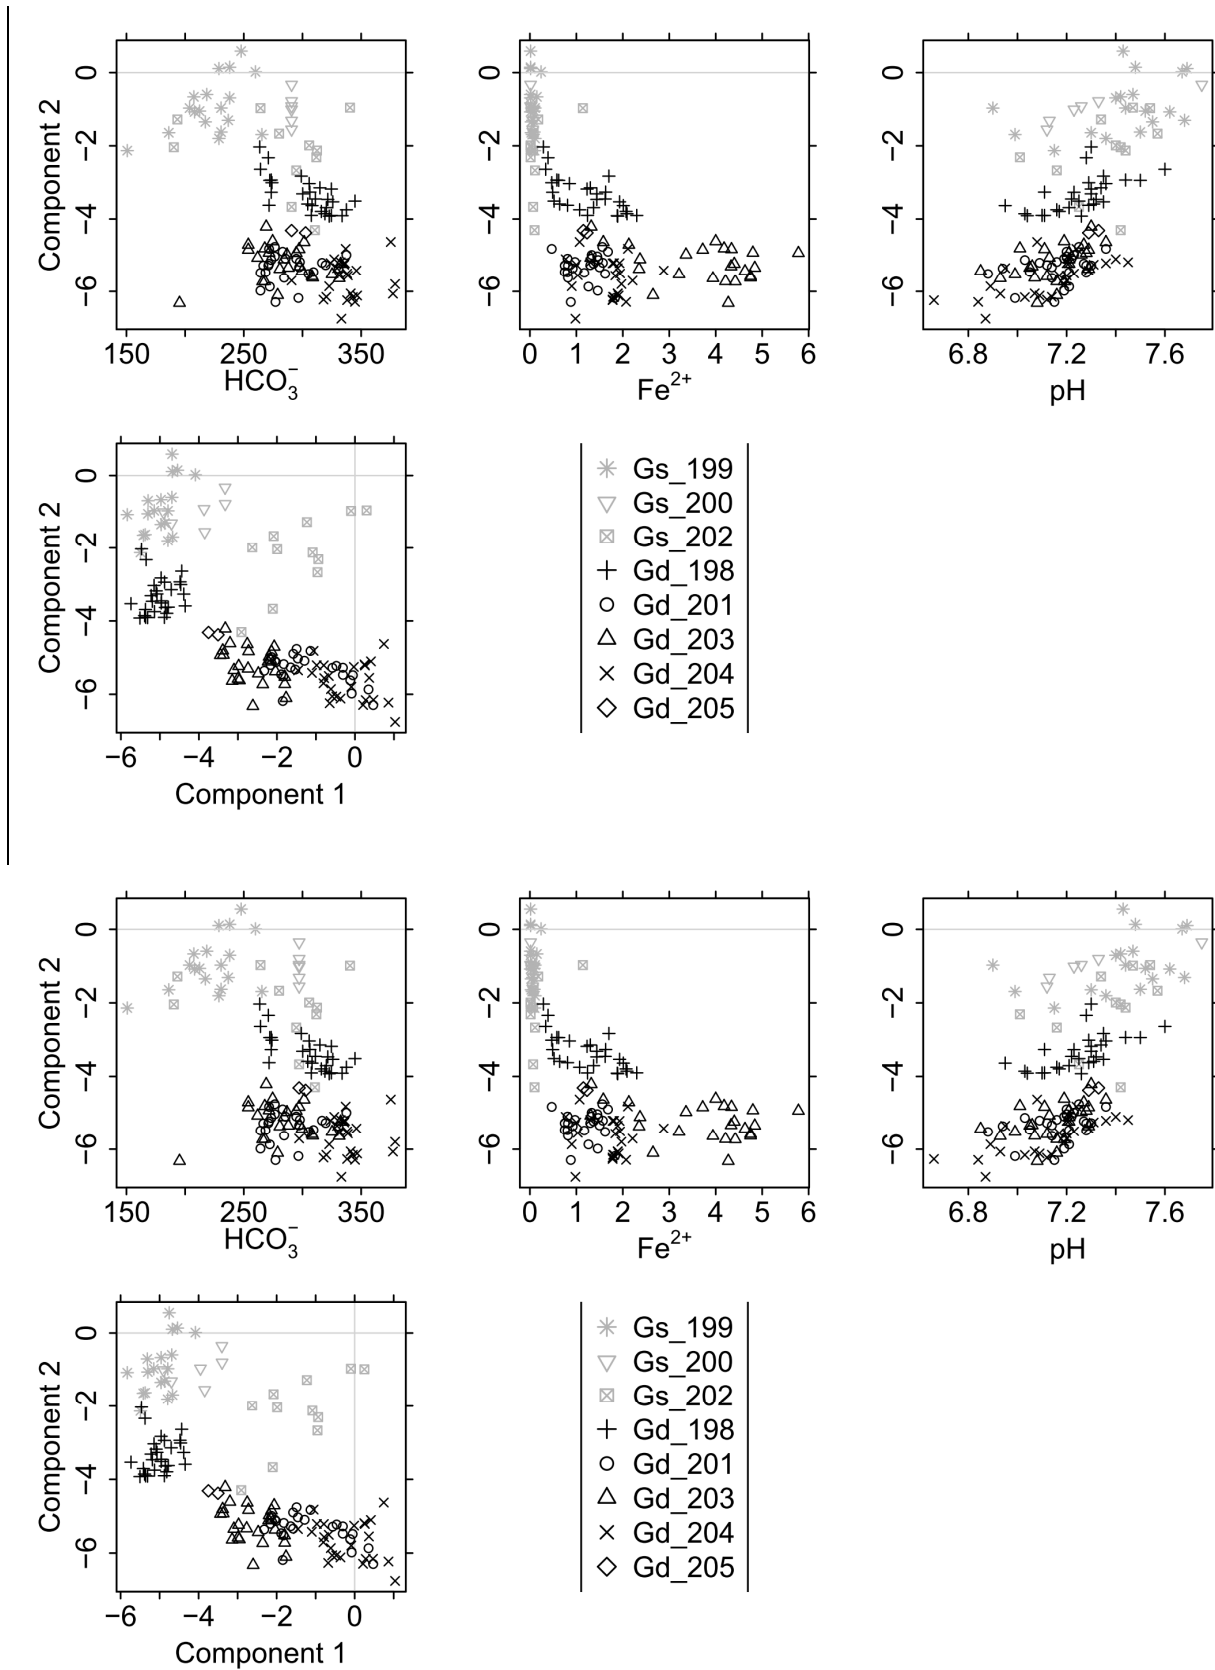 Component 2
0
−2
−4
−6
150 250 350
HCO₃⁻
0
−2
−4
−6
0 1 2 3 4 5 6
Fe²⁺
0
−2
−4
−6
6.8 7.2 7.6
pH
Component 2
0
−2
−4
−6
−6 −4 −2 0
Component 1
Gs_199
Gs_200
Gs_202
Gd_198
Gd_201
Gd_203
Gd_204
Gd_205
Component 2
0
−2
−4
−6
150 250 350
HCO₃⁻
0
−2
−4
−6
0 1 2 3 4 5 6
Fe²⁺
0
−2
−4
−6
6.8 7.2 7.6
pH
Component 2
0
−2
−4
−6
−6 −4 −2 0
Component 1
Gs_199
Gs_200
Gs_202
Gd_198
Gd_201
Gd_203
Gd_204
Gd_205